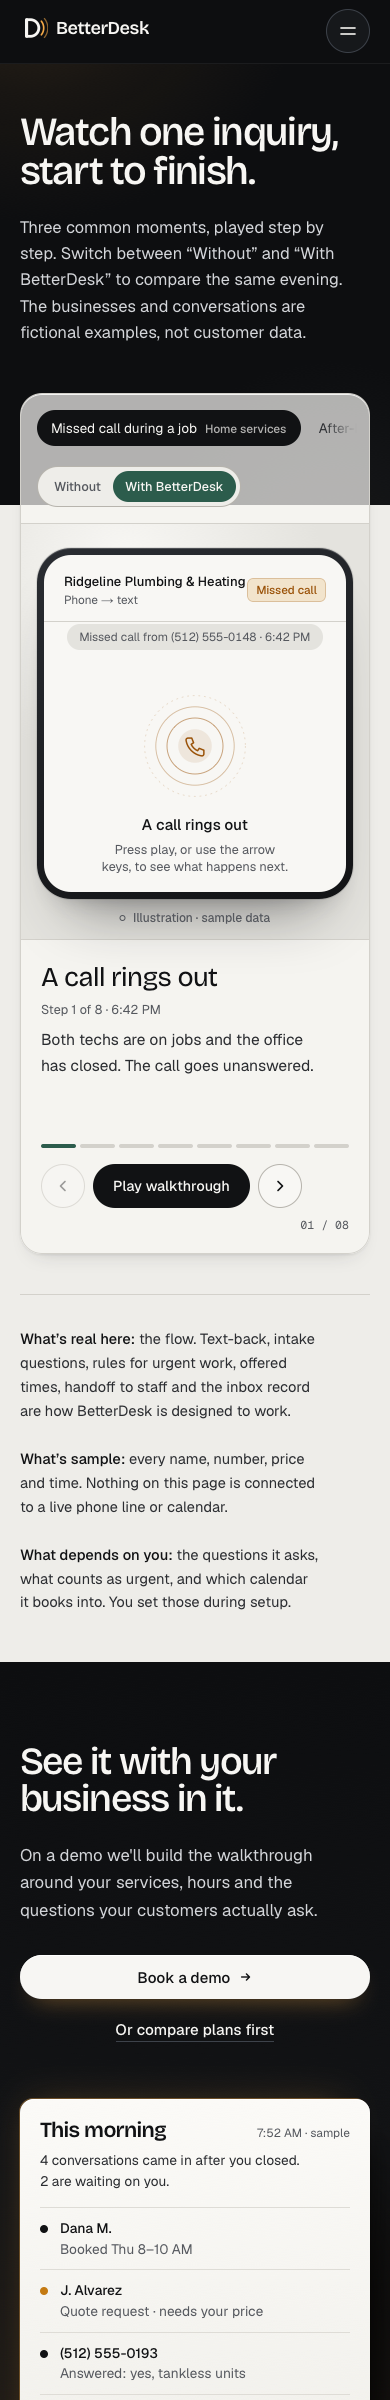 BetterDesk
Watch one inquiry,
start to finish.
Three common moments, played step by
step. Switch between “Without” and “With
BetterDesk” to compare the same evening.
The businesses and conversations are
fictional examples, not customer data.
Missed call during a job Home services After-
Without With BetterDesk
Ridgeline Plumbing & Heating
Missed call
Phone → text
Missed call from (512) 555-0148 · 6:42 PM
A call rings out
Press play, or use the arrow
keys, to see what happens next.
Illustration · sample data
A call rings out
Step 1 of 8 · 6:42 PM
Both techs are on jobs and the office
has closed. The call goes unanswered.
Play walkthrough
01 / 08
What’s real here: the flow. Text-back, intake
questions, rules for urgent work, offered
times, handoff to staff and the inbox record
are how BetterDesk is designed to work.
What’s sample: every name, number, price
and time. Nothing on this page is connected
to a live phone line or calendar.
What depends on you: the questions it asks,
what counts as urgent, and which calendar
it books into. You set those during setup.
See it with your
business in it.
On a demo we’ll build the walkthrough
around your services, hours and the
questions your customers actually ask.
Book a demo →
Or compare plans first
This morning 7:52 AM · sample
4 conversations came in after you closed.
2 are waiting on you.
Dana M.
Booked Thu 8–10 AM
J. Alvarez
Quote request · needs your price
(512) 555-0193
Answered: yes, tankless units